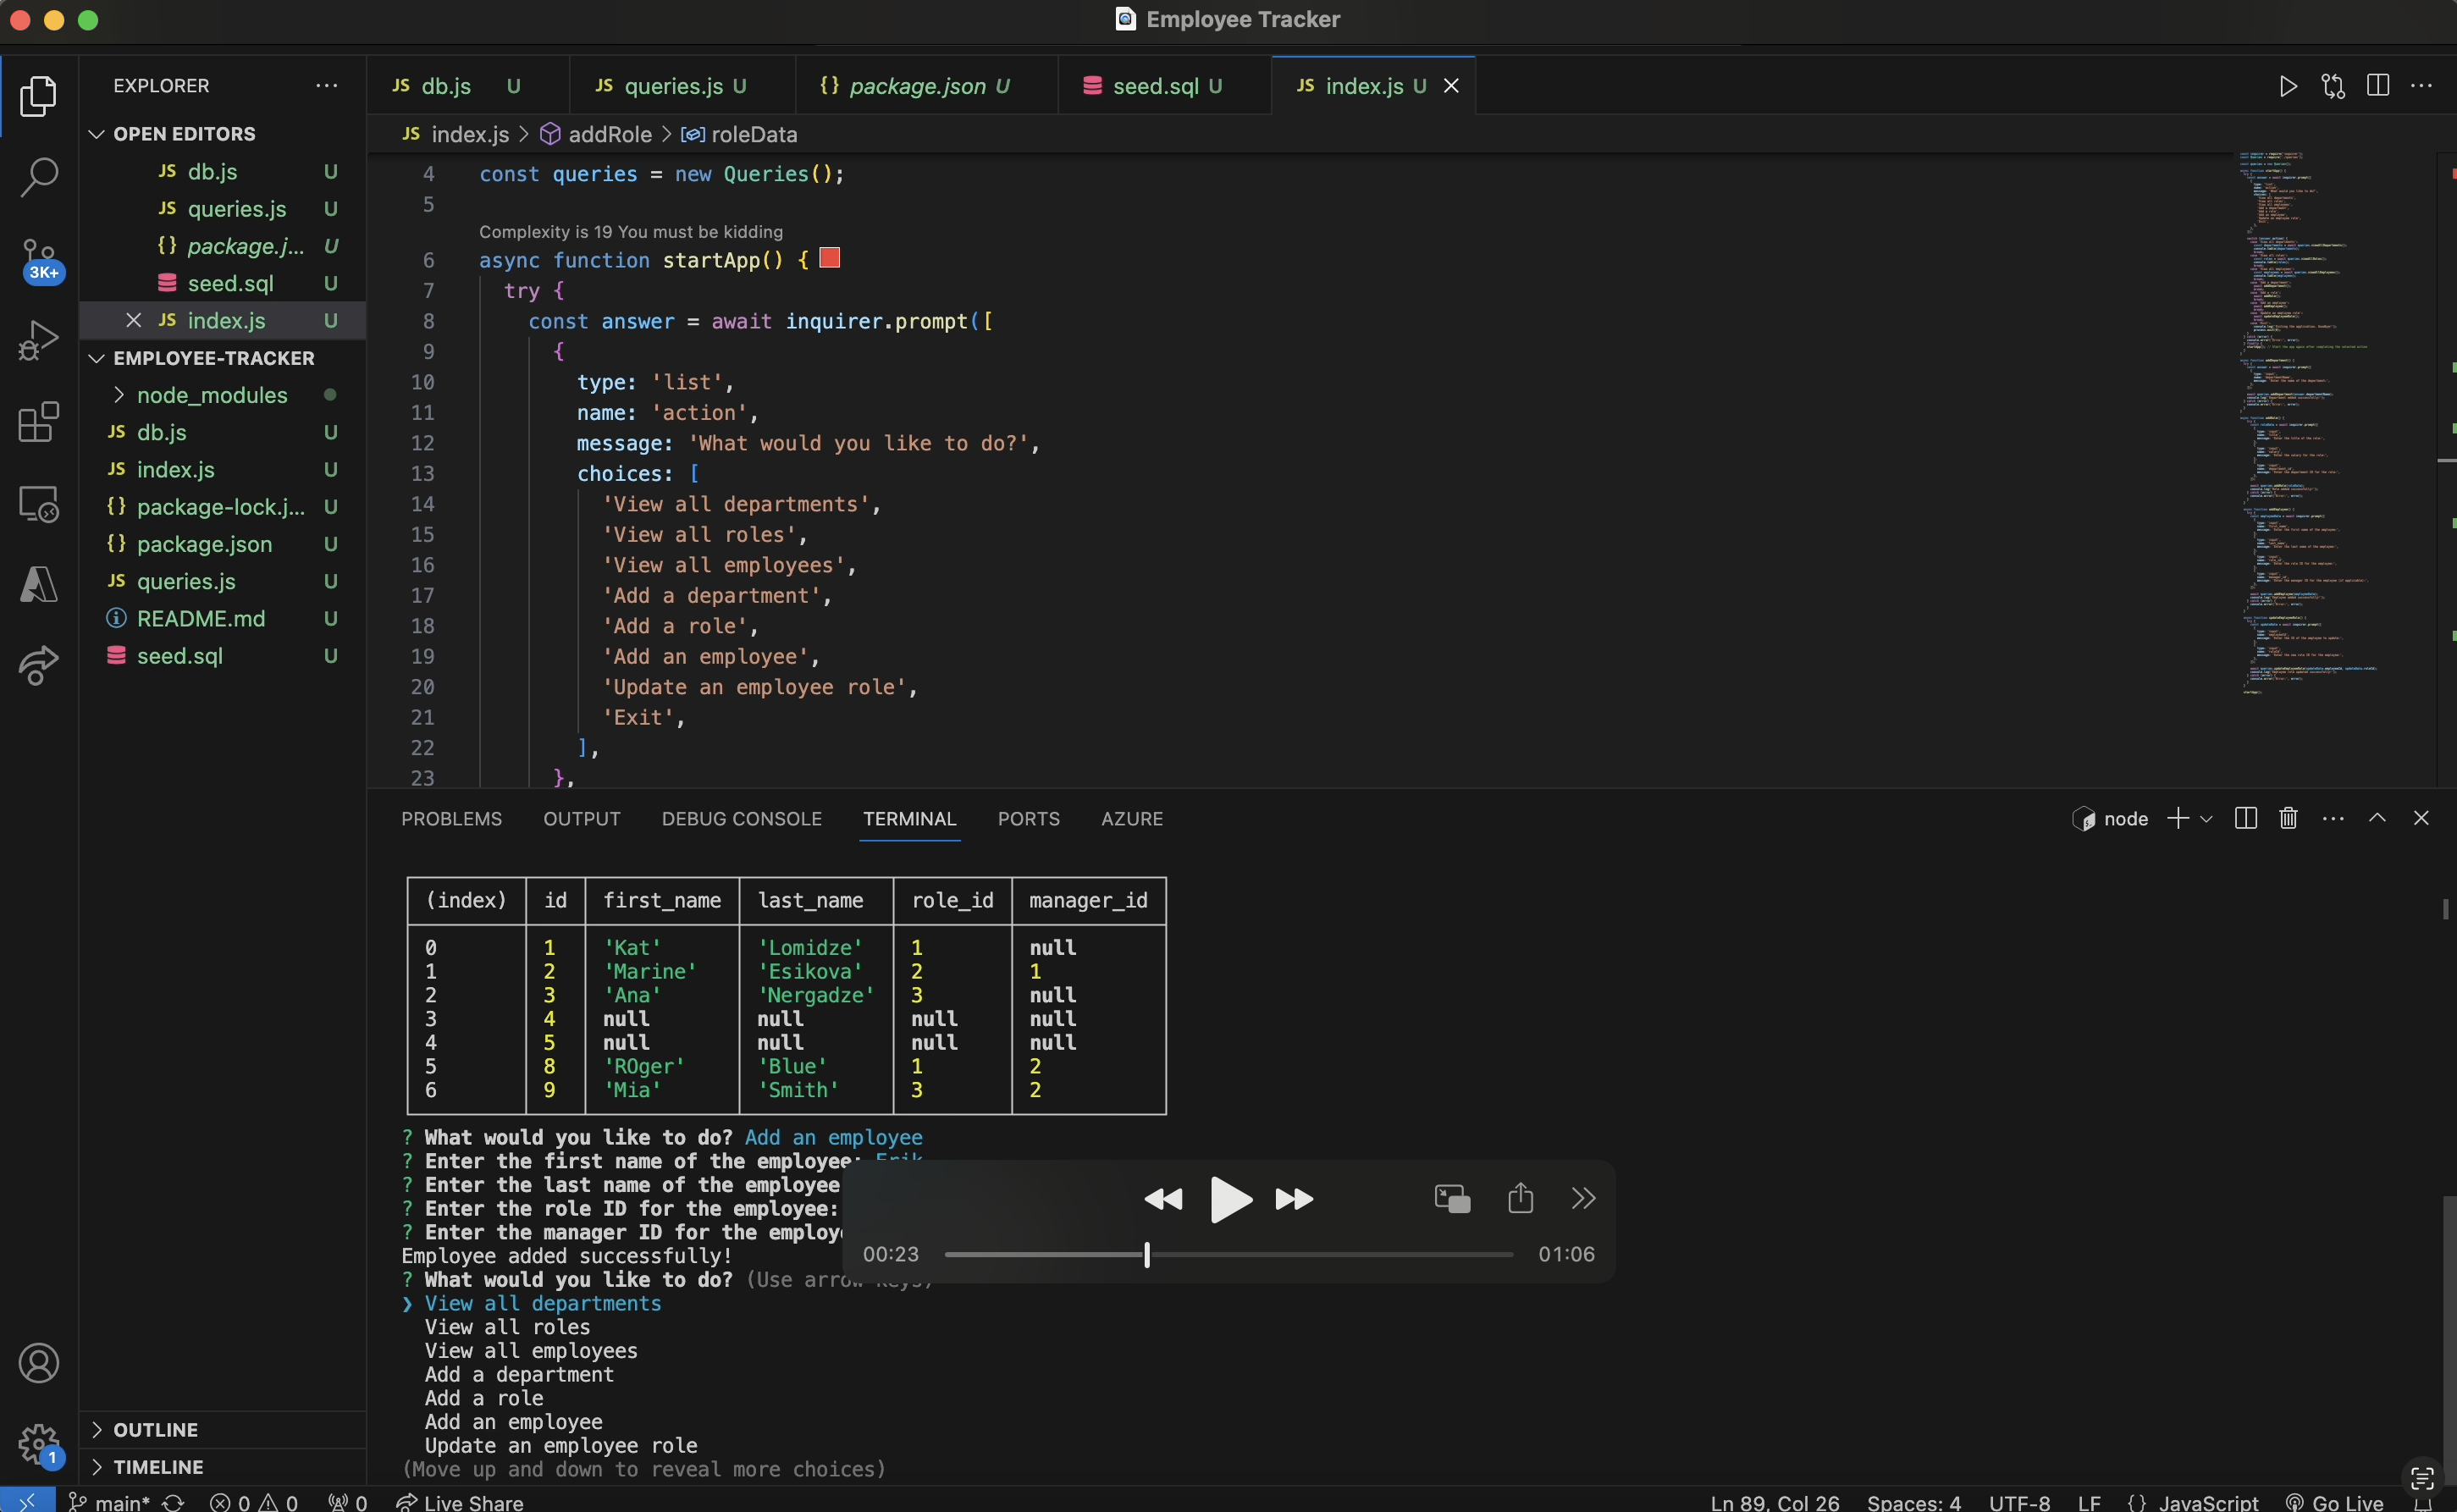 Employee Tracker
EXPLORER
JS db.js U
JS queries.js U
{} package.json U
seed.sql U
JS index.js U
OPEN EDITORS
JS index.js > addRole > roleData
JS db.js U
JS queries.js U
{} package.j... U
seed.sql U
JS index.js U
EMPLOYEE-TRACKER
node_modules
JS db.js U
JS index.js U
{} package-lock.j... U
{} package.json U
JS queries.js U
README.md U
seed.sql U
3K+
4 const queries = new Queries();
5
Complexity is 19 You must be kidding
6 async function startApp() {
7 try {
8 const answer = await inquirer.prompt([
9 {
10 type: 'list',
11 name: 'action',
12 message: 'What would you like to do?',
13 choices: [
14 'View all departments',
15 'View all roles',
16 'View all employees',
17 'Add a department',
18 'Add a role',
19 'Add an employee',
20 'Update an employee role',
21 'Exit',
22 ],
23 },
PROBLEMS OUTPUT DEBUG CONSOLE TERMINAL PORTS AZURE
node
(index) id first_name last_name role_id manager_id
0 1 'Kat' 'Lomidze' 1 null
1 2 'Marine' 'Esikova' 2 1
2 3 'Ana' 'Nergadze' 3 null
3 4 null null null null
4 5 null null null null
5 8 'ROger' 'Blue' 1 2
6 9 'Mia' 'Smith' 3 2
? What would you like to do? Add an employee
? Enter the first name of the employee: Erik
? Enter the last name of the employee
? Enter the role ID for the employee:
? Enter the manager ID for the employe
Employee added successfully!
? What would you like to do? (Use arrow keys)
❯ View all departments
View all roles
View all employees
Add a department
Add a role
Add an employee
Update an employee role
(Move up and down to reveal more choices)
00:23
01:06
OUTLINE
TIMELINE
1
main* 0 0 0 Live Share
Ln 89, Col 26 Spaces: 4 UTF-8 LF {} JavaScript Go Live